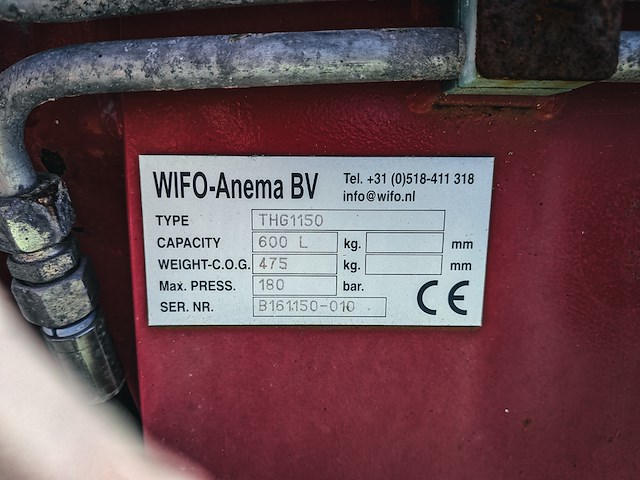 WIFO-Anema BV Tel. +31 (0)518-411 318
info@wifo.nl
TYPE THG1150
CAPACITY 600 L kg. mm
WEIGHT-C.O.G. 475 kg. mm
Max. PRESS. 180 bar.
SER. NR. B161150-010 CE